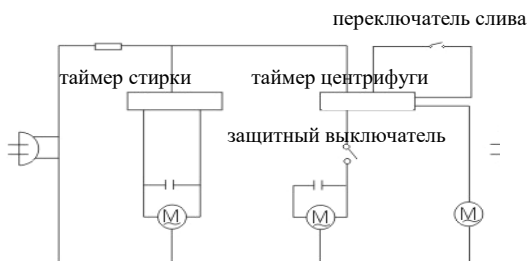 переключатель слива
таймер стирки таймер центрифуги
защитный выключатель
M M M